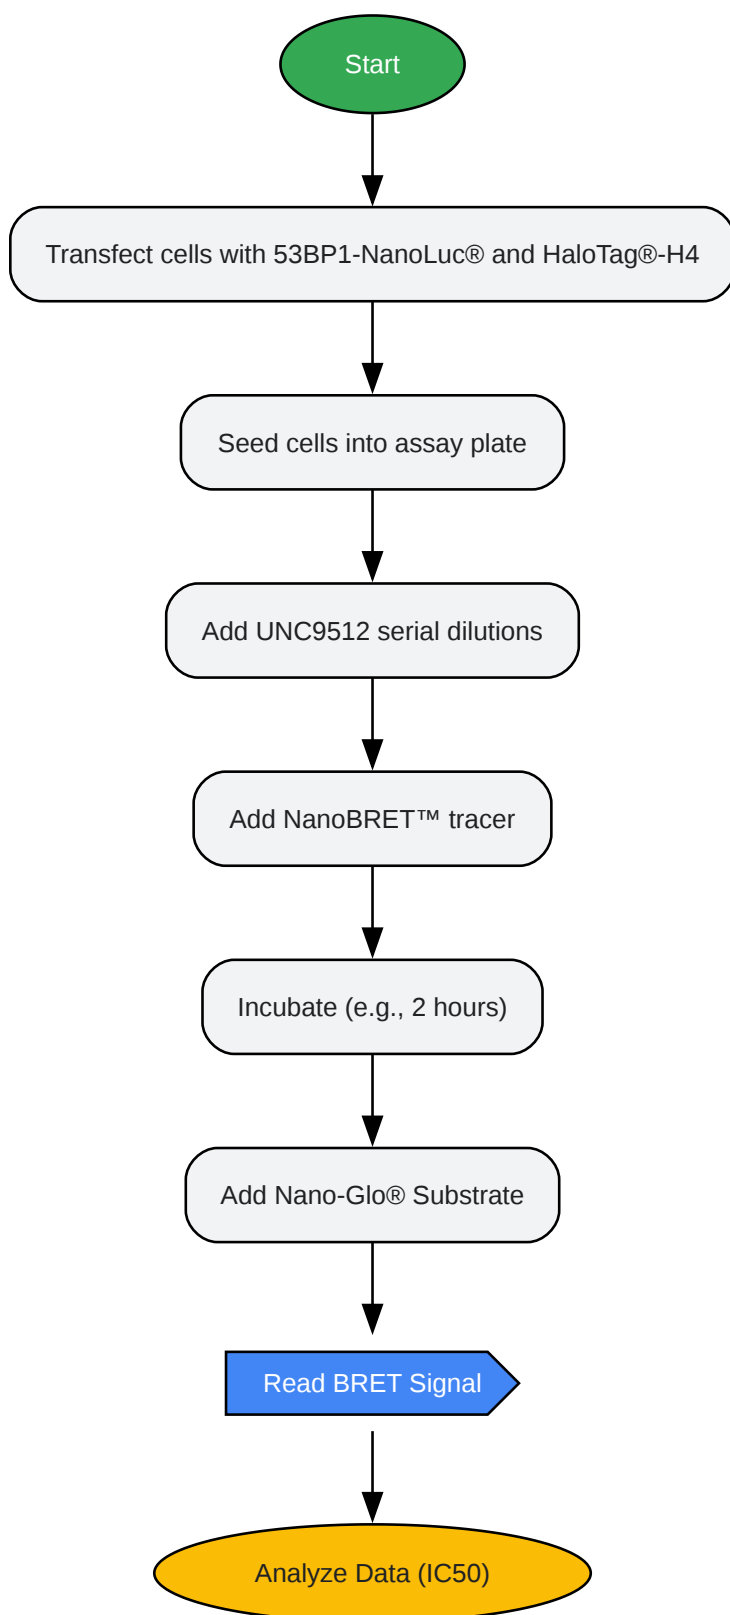 Start
Transfect cells with 53BP1-NanoLuc® and HaloTag®-H4
Seed cells into assay plate
Add UNC9512 serial dilutions
Add NanoBRET™ tracer
Incubate (e.g., 2 hours)
Add Nano-Glo® Substrate
Read BRET Signal
Analyze Data (IC50)